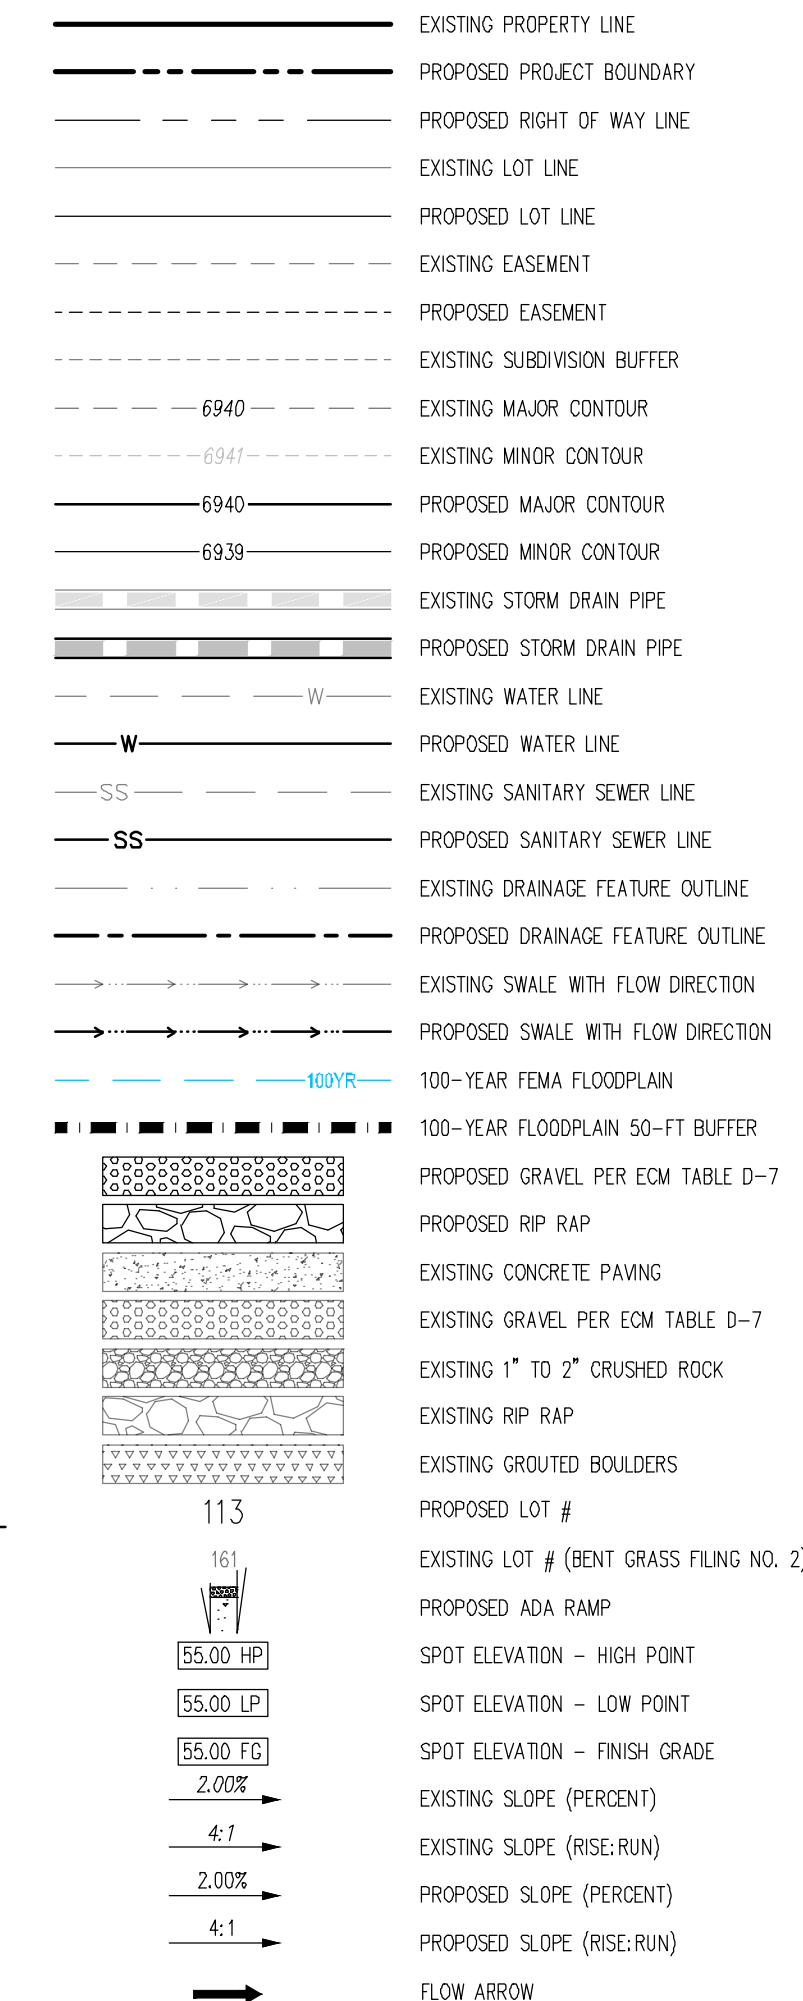 EXISTING PROPERTY LINE
PROPOSED PROJECT BOUNDARY
PROPOSED RIGHT OF WAY LINE
EXISTING LOT LINE
PROPOSED LOT LINE
EXISTING EASEMENT
PROPOSED EASEMENT
EXISTING SUBDIVISION BUFFER
6940 EXISTING MAJOR CONTOUR
6941 EXISTING MINOR CONTOUR
6940 PROPOSED MAJOR CONTOUR
6939 PROPOSED MINOR CONTOUR
EXISTING STORM DRAIN PIPE
PROPOSED STORM DRAIN PIPE
W EXISTING WATER LINE
W PROPOSED WATER LINE
SS EXISTING SANITARY SEWER LINE
SS PROPOSED SANITARY SEWER LINE
EXISTING DRAINAGE FEATURE OUTLINE
PROPOSED DRAINAGE FEATURE OUTLINE
EXISTING SWALE WITH FLOW DIRECTION
PROPOSED SWALE WITH FLOW DIRECTION
100YR 100-YEAR FEMA FLOODPLAIN
100-YEAR FLOODPLAIN 50-FT BUFFER
PROPOSED GRAVEL PER ECM TABLE D-7
PROPOSED RIP RAP
EXISTING CONCRETE PAVING
EXISTING GRAVEL PER ECM TABLE D-7
EXISTING 1" TO 2" CRUSHED ROCK
EXISTING RIP RAP
EXISTING GROUTED BOULDERS
113 PROPOSED LOT #
161 EXISTING LOT # (BENT GRASS FILING NO. 2)
PROPOSED ADA RAMP
55.00 HP SPOT ELEVATION - HIGH POINT
55.00 LP SPOT ELEVATION - LOW POINT
55.00 FG SPOT ELEVATION - FINISH GRADE
2.00% EXISTING SLOPE (PERCENT)
4:1 EXISTING SLOPE (RISE:RUN)
2.00% PROPOSED SLOPE (PERCENT)
4:1 PROPOSED SLOPE (RISE:RUN)
FLOW ARROW